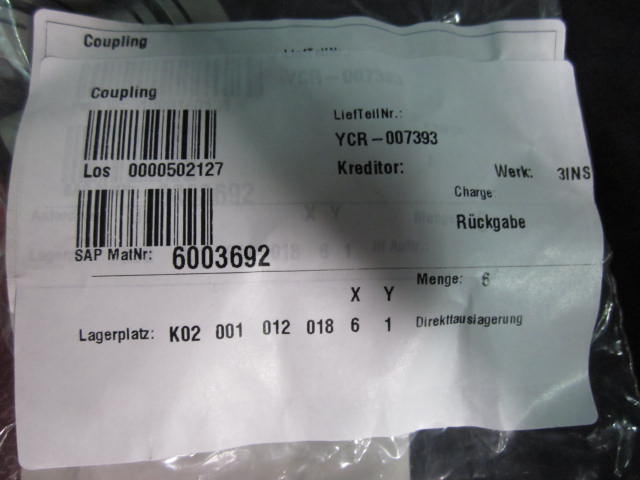 Coupling
Coupling
LiefTeilNr.:
YCR-007393
Los 0000502127
Kreditor:
Werk: 3INS
Charge:
Rückgabe
SAP MatNr: 6003692
Menge: 6
X Y
Lagerplatz: K02 001 012 018 6 1 Direkttauslagerung